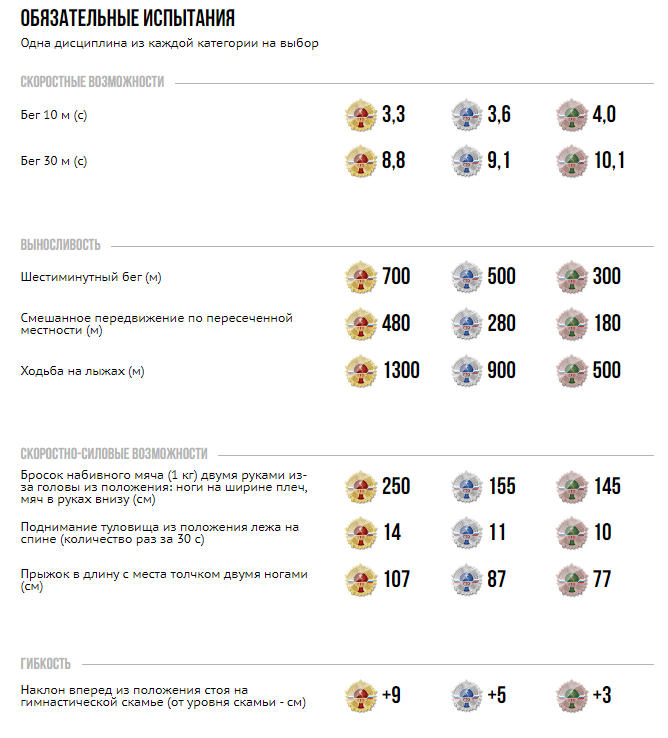 ОБЯЗАТЕЛЬНЫЕ ИСПЫТАНИЯ
Одна дисциплина из каждой категории на выбор
СКОРОСТНЫЕ ВОЗМОЖНОСТИ
Бег 10 м (с) 3,3 3,6 4,0
Бег 30 м (с) 8,8 9,1 10,1
ВЫНОСЛИВОСТЬ
Шестиминутный бег (м) 700 500 300
Смешанное передвижение по пересеченной
местности (м) 480 280 180
Ходьба на лыжах (м) 1300 900 500
СКОРОСТНО-СИЛОВЫЕ ВОЗМОЖНОСТИ
Бросок набивного мяча (1 кг) двумя руками из-
за головы из положения: ноги на ширине плеч, 250 155 145
мяч в руках внизу (см)
Поднимание туловища из положения лежа на
спине (количество раз за 30 с) 14 11 10
Прыжок в длину с места толчком двумя ногами 107 87 77
(см)
ГИБКОСТЬ
Наклон вперед из положения стоя на
гимнастической скамье (от уровня скамьи - см) +9 +5 +3